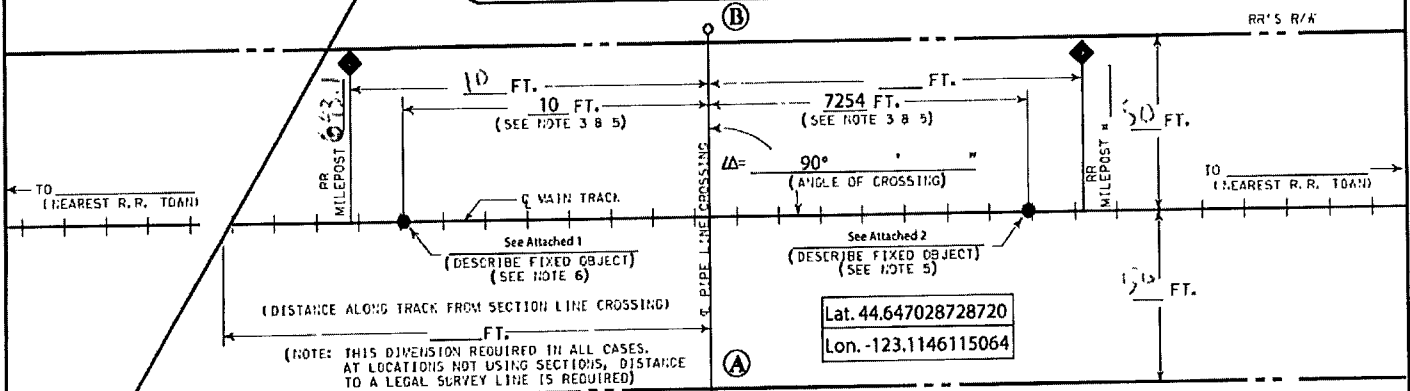 B
RR'S R/W
10 FT.
FT.
10 FT.
(SEE NOTE 3 & 5)
7254 FT.
(SEE NOTE 3 & 5)
50 FT.
RR
MILEPOST
RR
MILEPOST
∠Δ= 90° ' "
(ANGLE OF CROSSING)
TO
(NEAREST R.R. TOWN)
TO
(NEAREST R.R. TOWN)
℄ MAIN TRACK
℄ PIPE LINE CROSSING
See Attached 1
(DESCRIBE FIXED OBJECT)
(SEE NOTE 6)
See Attached 2
(DESCRIBE FIXED OBJECT)
(SEE NOTE 5)
FT.
(DISTANCE ALONG TRACK FROM SECTION LINE CROSSING)
FT.
(NOTE: THIS DIMENSION REQUIRED IN ALL CASES.
AT LOCATIONS NOT USING SECTIONS, DISTANCE
TO A LEGAL SURVEY LINE IS REQUIRED)
Lat. 44.647028728720
Lon. -123.1146115064
A